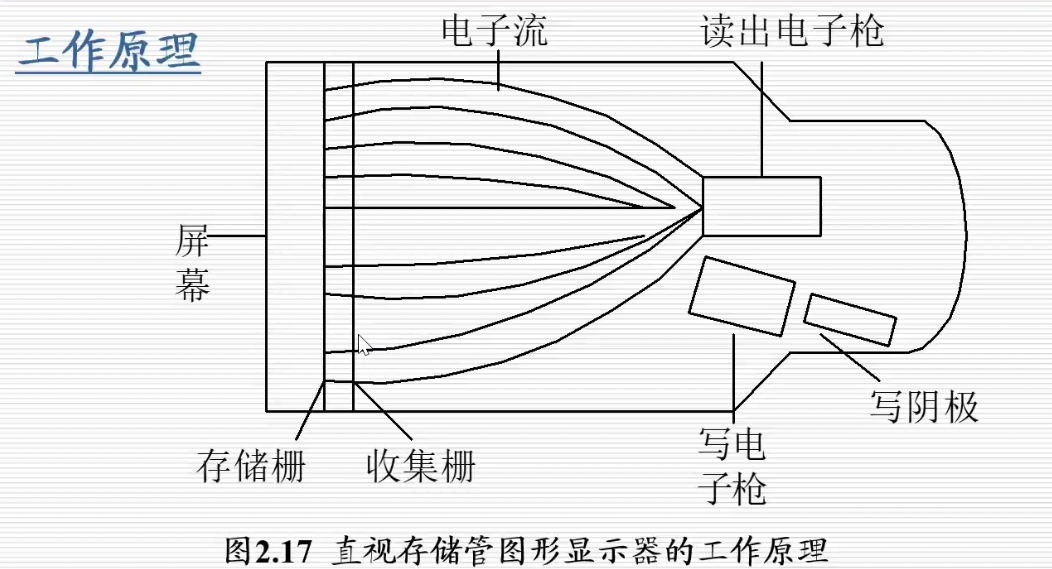 工作原理
电子流
读出电子枪
屏
幕
写阴极
存储栅
收集栅
写电
子枪
图2.17 直视存储管图形显示器的工作原理